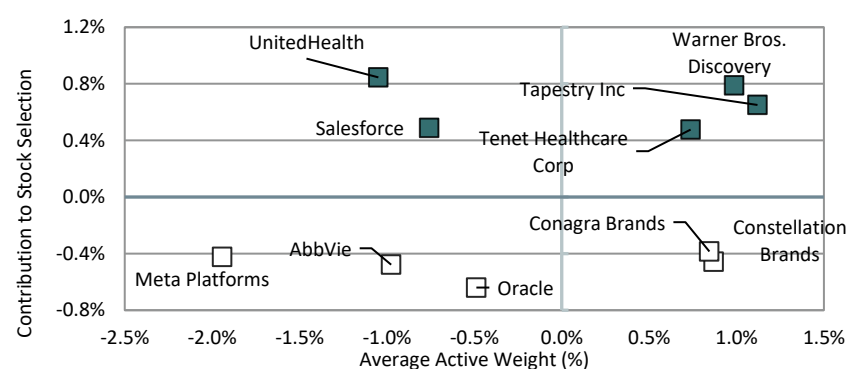 Contribution to Stock Selection
1.2%
0.8%
0.4%
0.0%
-0.4%
-0.8%
UnitedHealth
Warner Bros.
Discovery
Tapestry Inc
Salesforce
Tenet Healthcare
Corp
Conagra Brands
Constellation
Brands
AbbVie
Meta Platforms
Oracle
-2.5% -2.0% -1.5% -1.0% -0.5% 0.0% 0.5% 1.0% 1.5%
Average Active Weight (%)